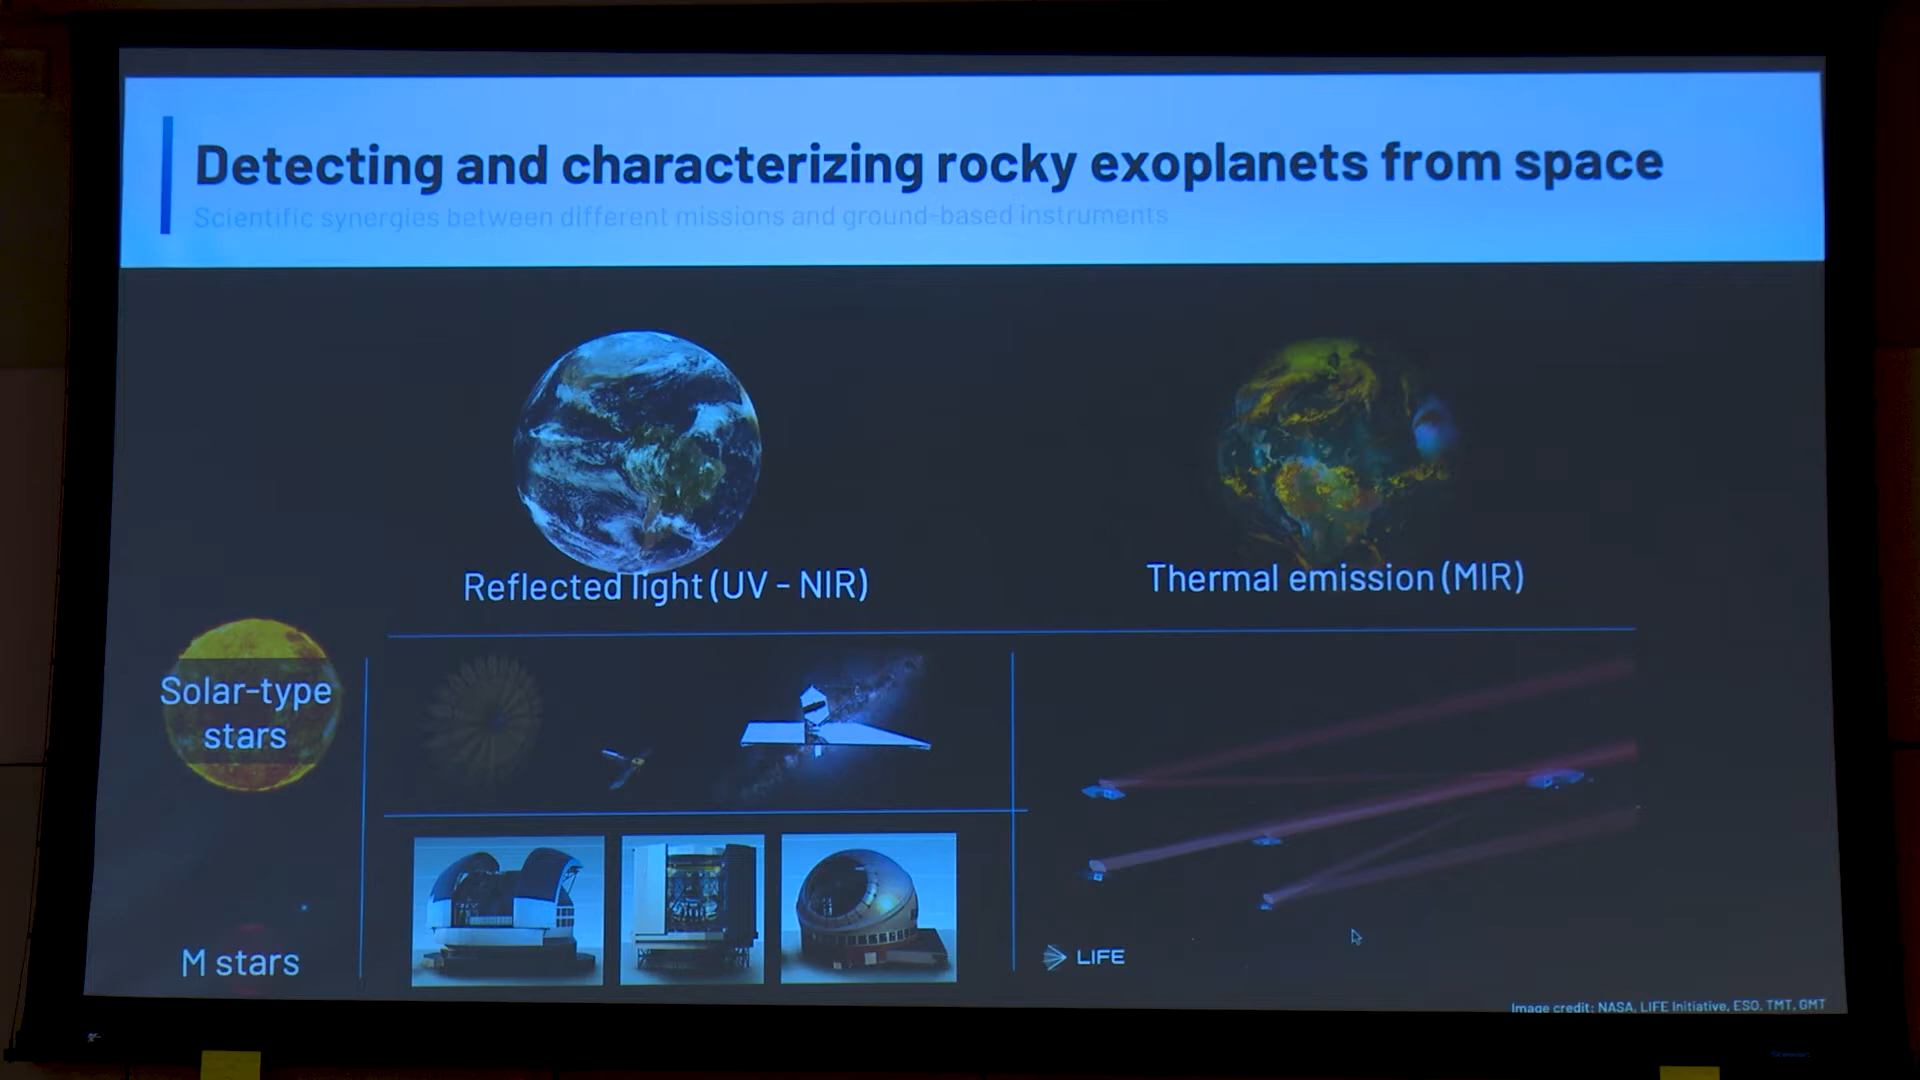 Detecting and characterizing rocky exoplanets from space
Scientific synergies between different missions and ground-based instruments
Reflected light (UV - NIR)
Thermal emission (MIR)
Solar-type
stars
M stars
LIFE
Image credit: NASA, LIFE Initiative, ESO, TMT, GMT